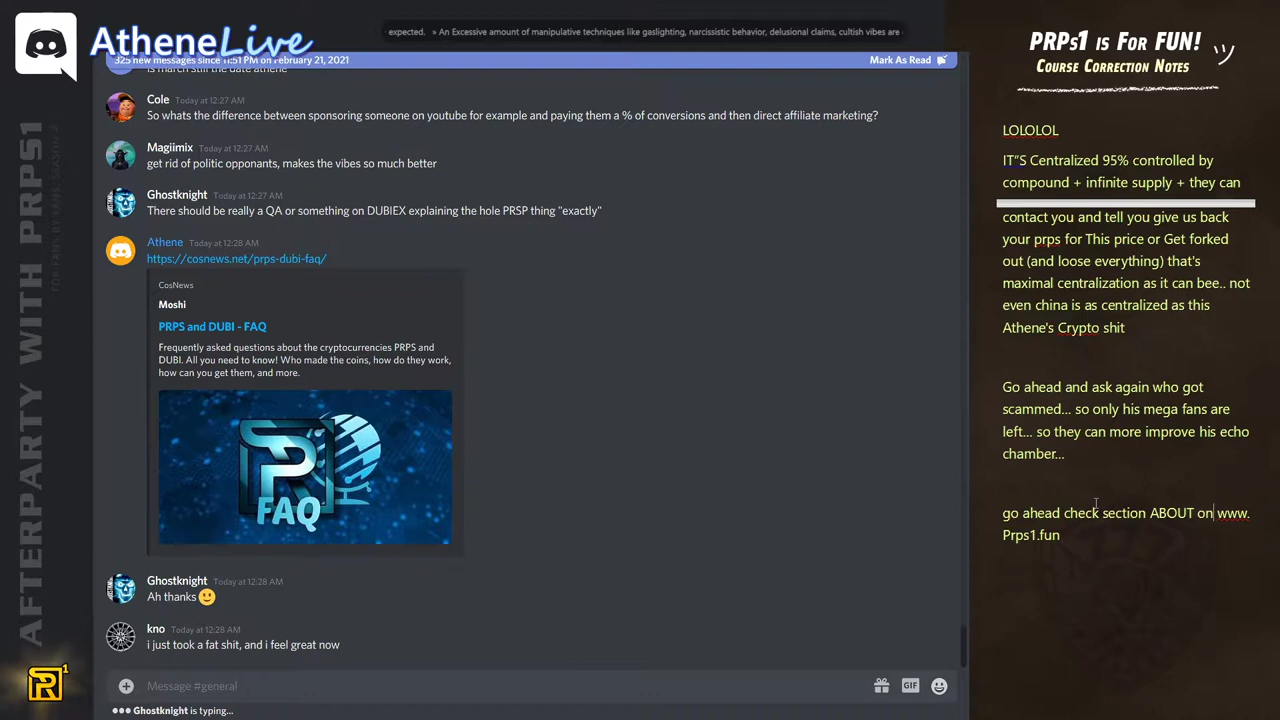 AtheneLive
expected. » An Excessive amount of manipulative techniques like gaslighting, narcissistic behavior, delusional claims, cultish vibes are
325 new messages since 11:51 PM on February 21, 2021
Mark As Read
is march still the date athene
Cole Today at 12:27 AM
So whats the difference between sponsoring someone on youtube for example and paying them a % of conversions and then direct affiliate marketing?
Magiimix Today at 12:27 AM
get rid of politic opponants, makes the vibes so much better
Ghostknight Today at 12:27 AM
There should be really a QA or something on DUBIEX explaining the hole PRSP thing "exactly"
Athene Today at 12:28 AM
https://cosnews.net/prps-dubi-faq/
CosNews
Moshi
PRPS and DUBI - FAQ
Frequently asked questions about the cryptocurrencies PRPS and
DUBI. All you need to know! Who made the coins, how do they work,
how can you get them, and more.
FAQ
Ghostknight Today at 12:28 AM
Ah thanks
kno Today at 12:28 AM
i just took a fat shit, and i feel great now
Message #general
GIF
Ghostknight is typing...
AFTERPARTY WITH PRPS1
FOR FANS, BY FANS. SEASON 2
PRPs1 is For FUN!
Course Correction Notes
LOLOLOL
IT"S Centralized 95% controlled by
compound + infinite supply + they can
contact you and tell you give us back
your prps for This price or Get forked
out (and loose everything) that's
maximal centralization as it can bee.. not
even china is as centralized as this
Athene's Crypto shit
Go ahead and ask again who got
scammed... so only his mega fans are
left... so they can more improve his echo
chamber...
go ahead check section ABOUT on www.
Prps1.fun